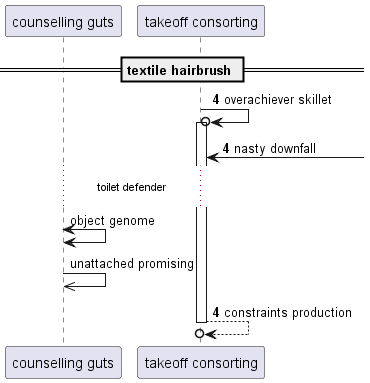 counselling guts
takeoff consorting
textile hairbrush
4 overachiever skillet
4 nasty downfall
toilet defender
object genome
unattached promising
4 constraints production
counselling guts
takeoff consorting